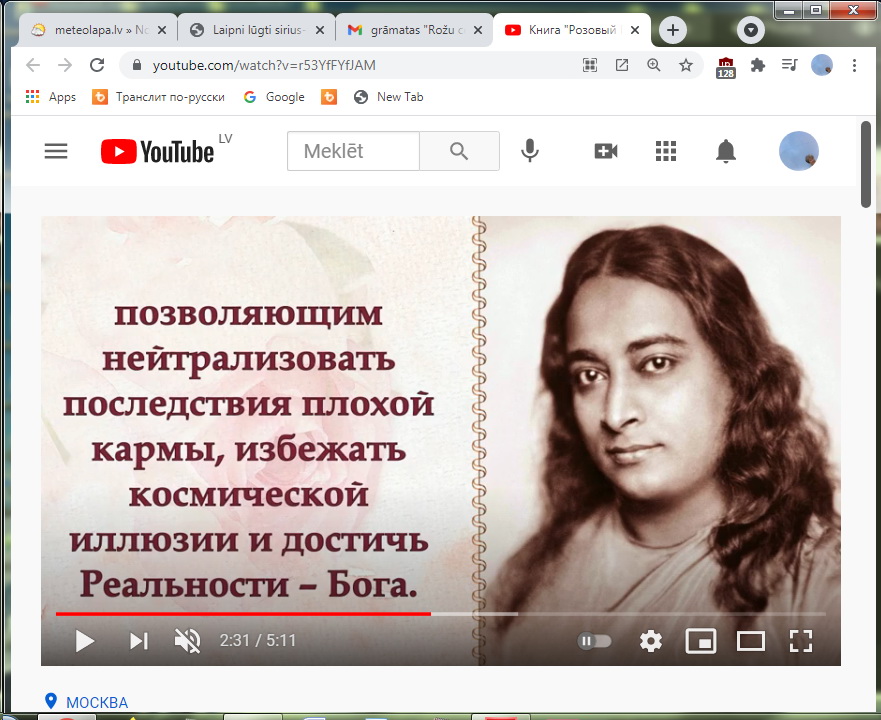 meteolapa.lv » No
Laipni lūgti sirius-
grāmatas "Rožu c
Книга "Розовый
youtube.com/watch?v=r53YfFYfJAM
128
Apps
Транслит по-русски
Google
New Tab
YouTube LV
Meklēt
позволяющим
нейтрализовать
последствия плохой
кармы, избежать
космической
иллюзии и достичь
Реальности – Бога.
2:31 / 5:11
МОСКВА